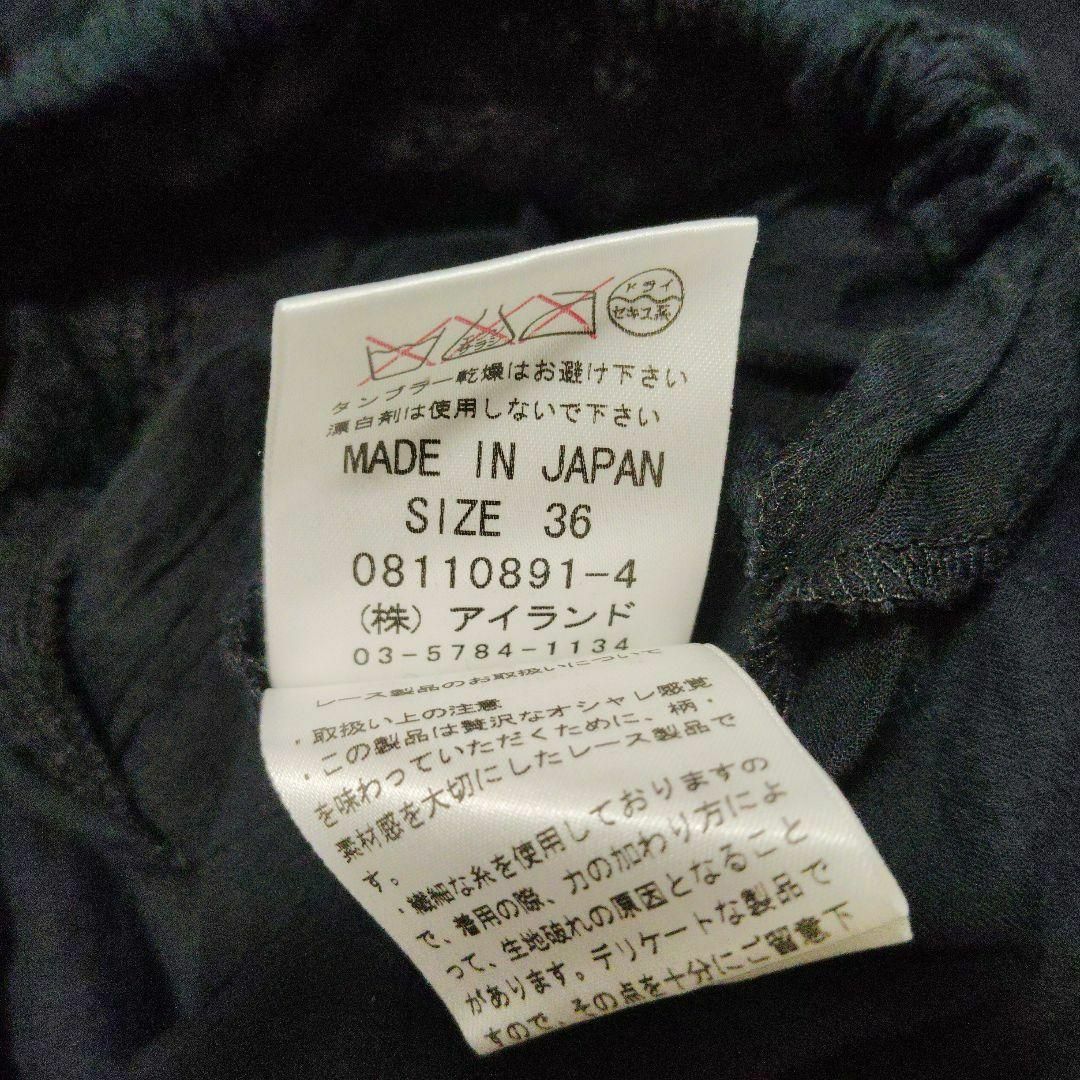 ドライ
セキユ系
エンソ
サラシ
タンブラー乾燥はお避け下さい
漂白剤は使用しないで下さい
MADE IN JAPAN
SIZE 36
08110891-4
(株) アイランド
03-5784-1134
レース製品のお取扱いについて
取扱い上の注意
・この製品は贅沢なオシャレ感覚
を味わっていただくために、柄・
素材感を大切にしたレース製品で
す。
・繊細な糸を使用しておりますの
で、着用の際、力の加わり方によ
って、生地破れの原因となること
があります。デリケートな製品で
すので、その点を十分にご留意下